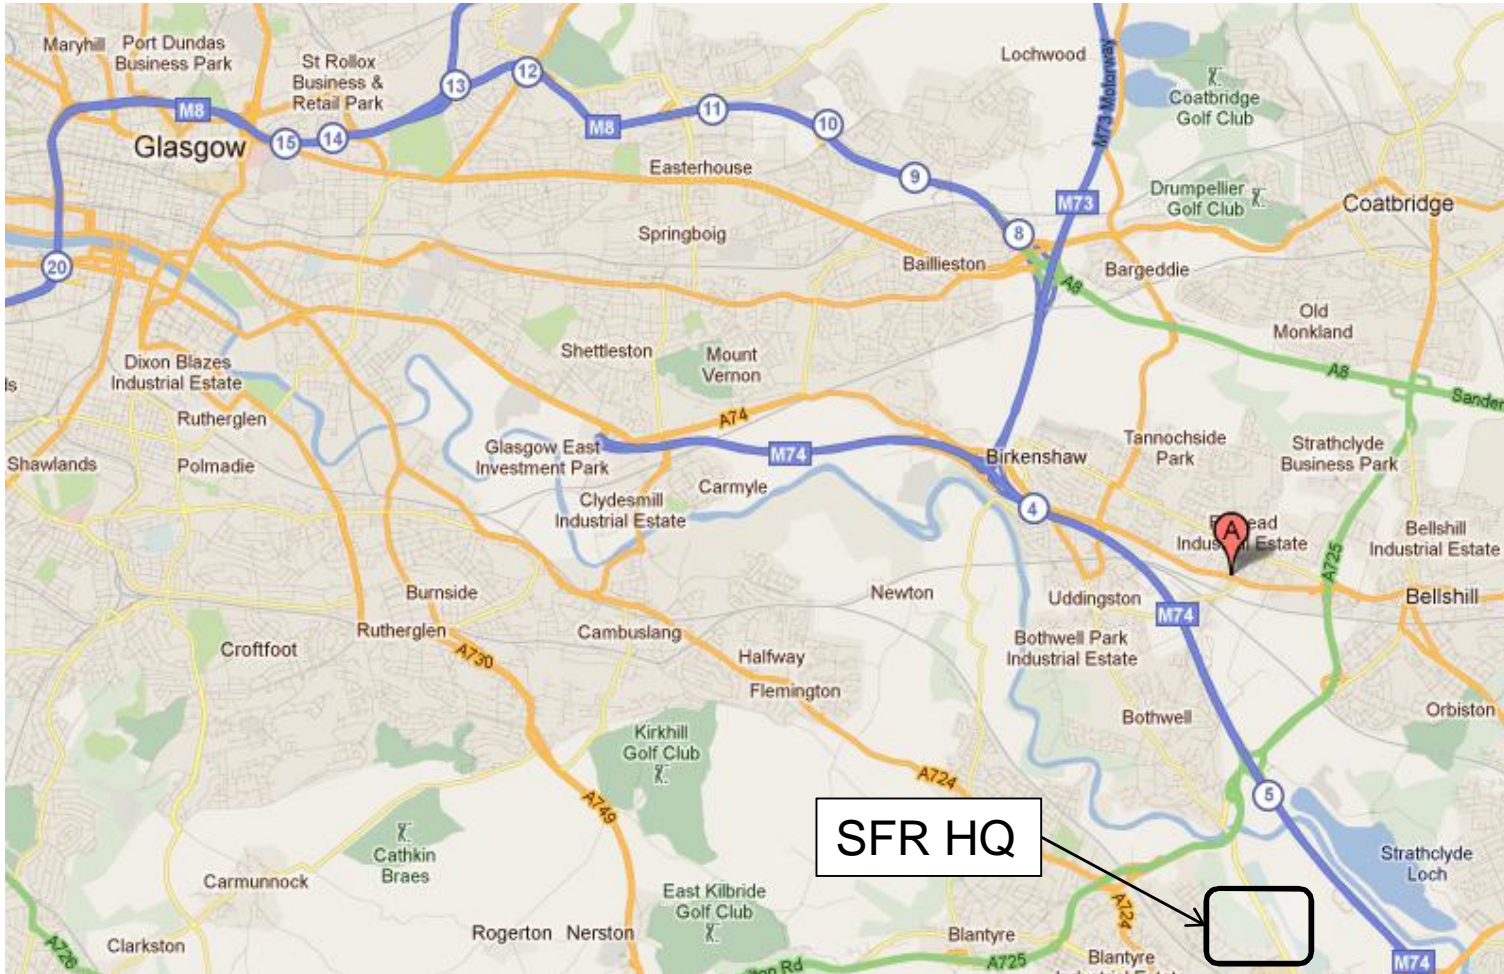 Maryhill
Port Dundas
Business Park
St Rollox
Business &
Retail Park
13
12
Lochwood
M73 Motorway
Coatbridge
Golf Club
M8
M8
11
10
Glasgow
15
14
Easterhouse
9
Drumpellier
Golf Club
M73
Coatbridge
Springboig
8
20
Baillieston
Bargeddie
A8
Old
Monkland
Shettleston
Mount
Vernon
Dixon Blazes
Industrial Estate
A8
Rutherglen
A74
Glasgow East
Investment Park
M74
Birkenshaw
Tannochside
Park
Strathclyde
Business Park
Shawlands
Polmadie
Carmyle
Clydesmill
Industrial Estate
4
A
Industrial Estate
A725
Bellshill
Industrial Estate
Burnside
Newton
Uddingston
M74
Bellshill
Rutherglen
A730
Cambuslang
Croftfoot
Halfway
Flemington
Bothwell Park
Industrial Estate
Bothwell
Orbiston
Kirkhill
Golf Club
A724
A749
5
SFR HQ
Cathkin
Braes
Carmunnock
Strathclyde
Loch
East Kilbride
Golf Club
A724
Rogerton
Nerston
Blantyre
A726
Clarkston
Rd
A725
Blantyre
M74